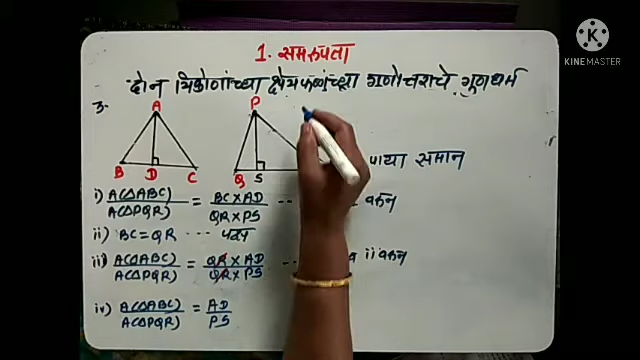 KINEMASTER
1. समरूपता
दोन त्रिकोणांच्या क्षेत्रफळांच्या गुणोत्तराचे गुणधर्म
3.
A
P
B D C
Q S
पाया समान
i) A(△ABC) / A(△PQR) = BC × AD / QR × PS -- वरून
ii) BC = QR ---- पक्ष
iii) A(△ABC) / A(△PQR) = QR × AD / QR × PS -- व ii वरून
iv) A(△ABC) / A(△PQR) = AD / PS